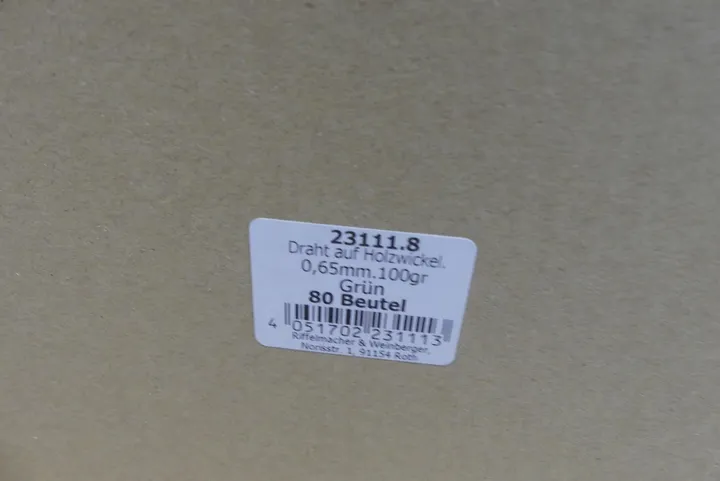 23111.8
Draht auf Holzwickel.
0,65mm.100gr
Grün
80 Beutel
4 051702 231113
Riffelmacher & Weinberger,
Norisstr. 1, 91154 Roth